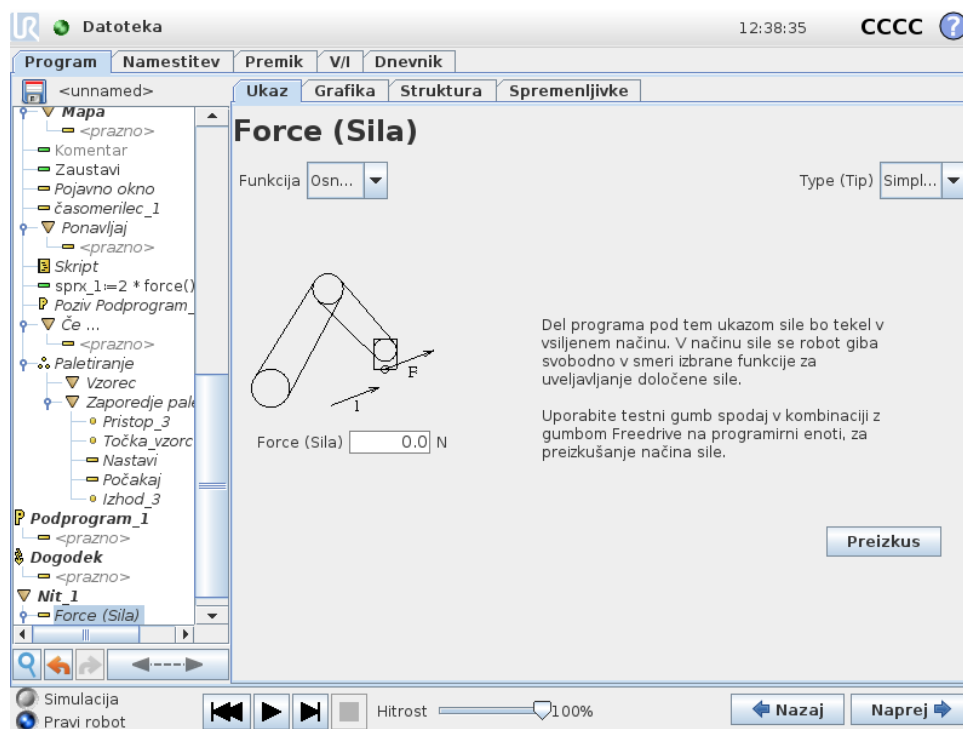 UR Datoteka 12:38:35 CCCC ?
Program Namestitev Premik V/I Dnevnik
<unnamed>
Ukaz Grafika Struktura Spremenljivke
Mapa
<prazno>
Komentar
Zaustavi
Pojavno okno
časomerilec_1
Ponavljaj
<prazno>
Skript
sprx_1:=2 * force()
P Poziv Podprogram_
Če ...
<prazno>
Paletiranje
Vzorec
Zaporedje pale
Pristop_3
Točka_vzorc
Nastavi
Počakaj
Izhod_3
P Podprogram_1
<prazno>
Dogodek
<prazno>
Nit_1
Force (Sila)
Force (Sila)
Funkcija Osn... Type (Tip) Simpl...
F
1
Force (Sila) 0.0 N
Del programa pod tem ukazom sile bo tekel v
vsiljenem načinu. V načinu sile se robot giba
svobodno v smeri izbrane funkcije za
uveljavljanje določene sile.
Uporabite testni gumb spodaj v kombinaciji z
gumbom Freedrive na programirni enoti, za
preizkušanje načina sile.
Preizkus
Simulacija
Pravi robot
Hitrost 100%
Nazaj Naprej